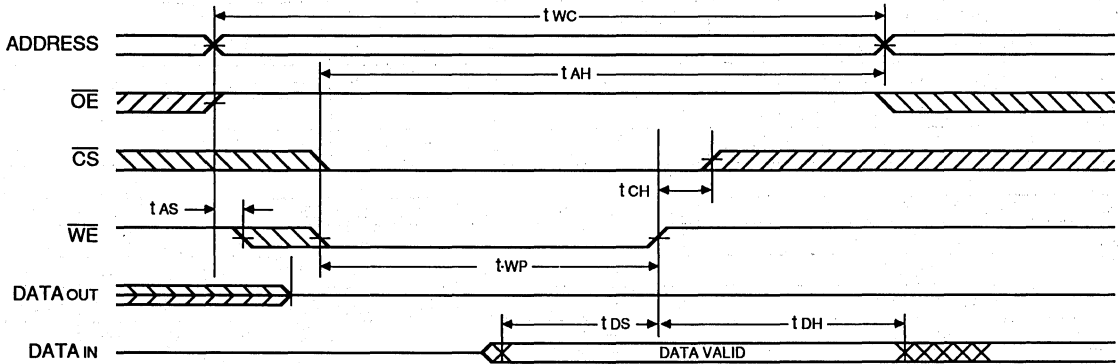 t WC
ADDRESS
t AH
OE
CS
t CH
t AS
WE
t WP
DATA OUT
t DS
t DH
DATA IN
DATA VALID